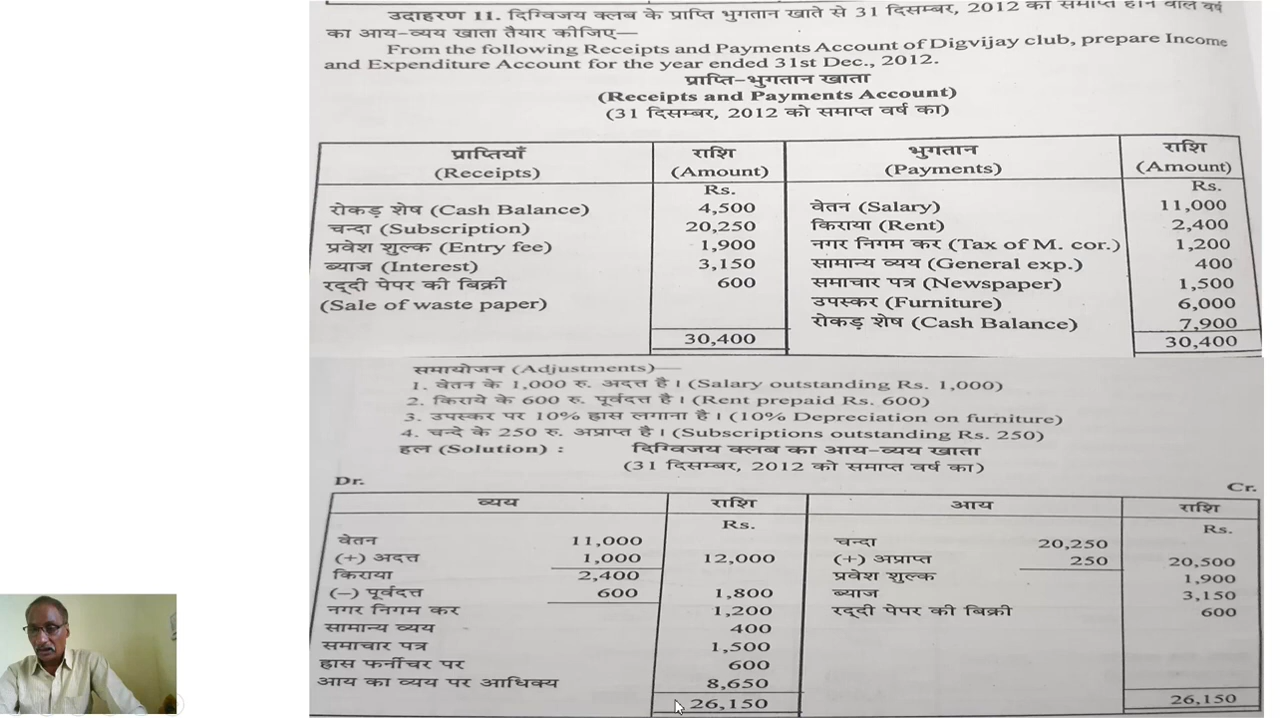 उदाहरण 11. दिग्विजय क्लब के प्राप्ति भुगतान खाते से 31 दिसम्बर, 2012 को समाप्त होने वाले वर्ष
का आय-व्यय खाता तैयार कीजिए—
From the following Receipts and Payments Account of Digvijay club, prepare Income
and Expenditure Account for the year ended 31st Dec., 2012.
प्राप्ति-भुगतान खाता
(Receipts and Payments Account)
(31 दिसम्बर, 2012 को समाप्त वर्ष का)
प्राप्तियाँ राशि भुगतान राशि
(Receipts) (Amount) (Payments) (Amount)
Rs. Rs.
रोकड़ शेष (Cash Balance) 4,500 वेतन (Salary) 11,000
चन्दा (Subscription) 20,250 किराया (Rent) 2,400
प्रवेश शुल्क (Entry fee) 1,900 नगर निगम कर (Tax of M. cor.) 1,200
ब्याज (Interest) 3,150 सामान्य व्यय (General exp.) 400
रद्दी पेपर की बिक्री 600 समाचार पत्र (Newspaper) 1,500
(Sale of waste paper) उपस्कर (Furniture) 6,000
रोकड़ शेष (Cash Balance) 7,900
30,400 30,400
समायोजन (Adjustments)—
1. वेतन के 1,000 रु. अदत्त है। (Salary outstanding Rs. 1,000)
2. किराये के 600 रु. पूर्वदत्त है। (Rent prepaid Rs. 600)
3. उपस्कर पर 10% ह्रास लगाना है। (10% Depreciation on furniture)
4. चन्दे के 250 रु. अप्राप्त है। (Subscriptions outstanding Rs. 250)
हल (Solution) : दिग्विजय क्लब का आय-व्यय खाता
(31 दिसम्बर, 2012 को समाप्त वर्ष का)
Dr. Cr.
व्यय राशि आय राशि
Rs. Rs.
वेतन 11,000 चन्दा 20,250
(+) अदत्त 1,000 12,000 (+) अप्राप्त 250 20,500
किराया 2,400 प्रवेश शुल्क 1,900
(−) पूर्वदत्त 600 1,800 ब्याज 3,150
नगर निगम कर 1,200 रद्दी पेपर की बिक्री 600
सामान्य व्यय 400
समाचार पत्र 1,500
ह्रास फर्नीचर पर 600
आय का व्यय पर आधिक्य 8,650
26,150 26,150